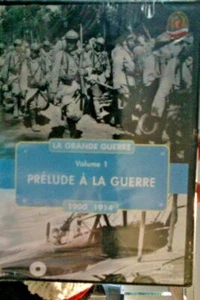 LA GRANDE GUERRE
Volume 1
PRÉLUDE À LA GUERRE
1900 1914